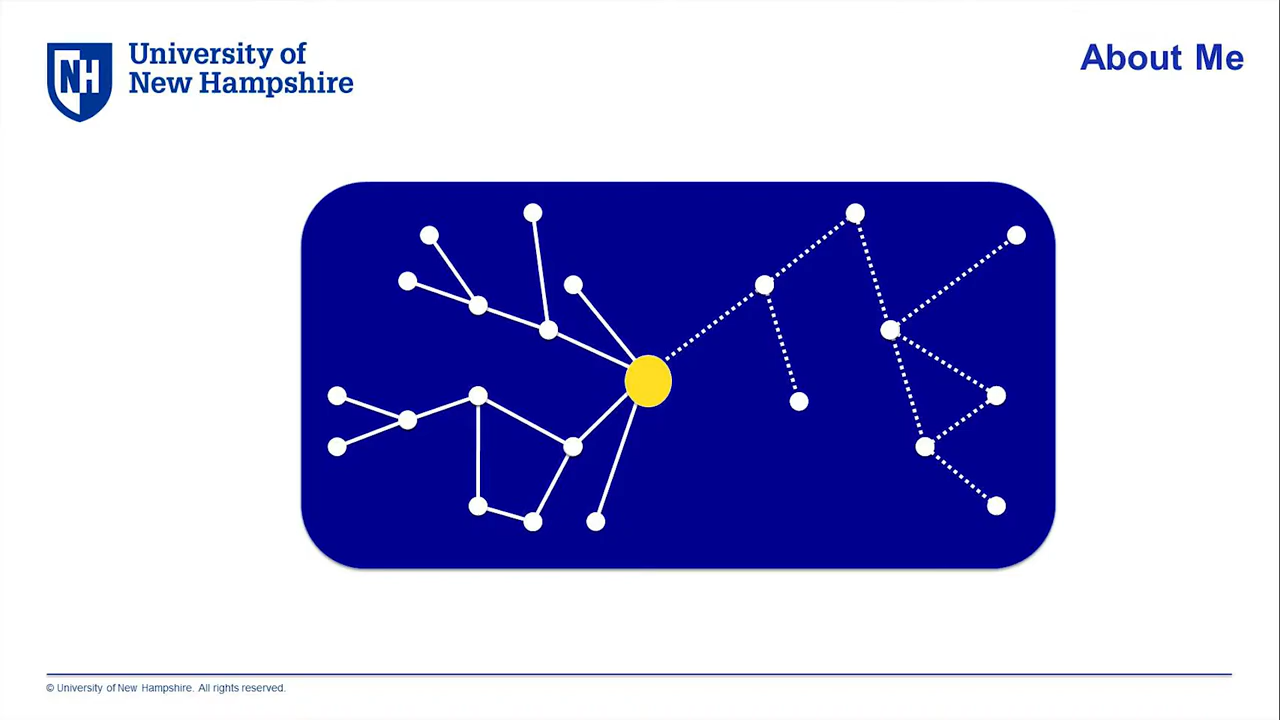 NH
University of
New Hampshire
About Me
© University of New Hampshire. All rights reserved.